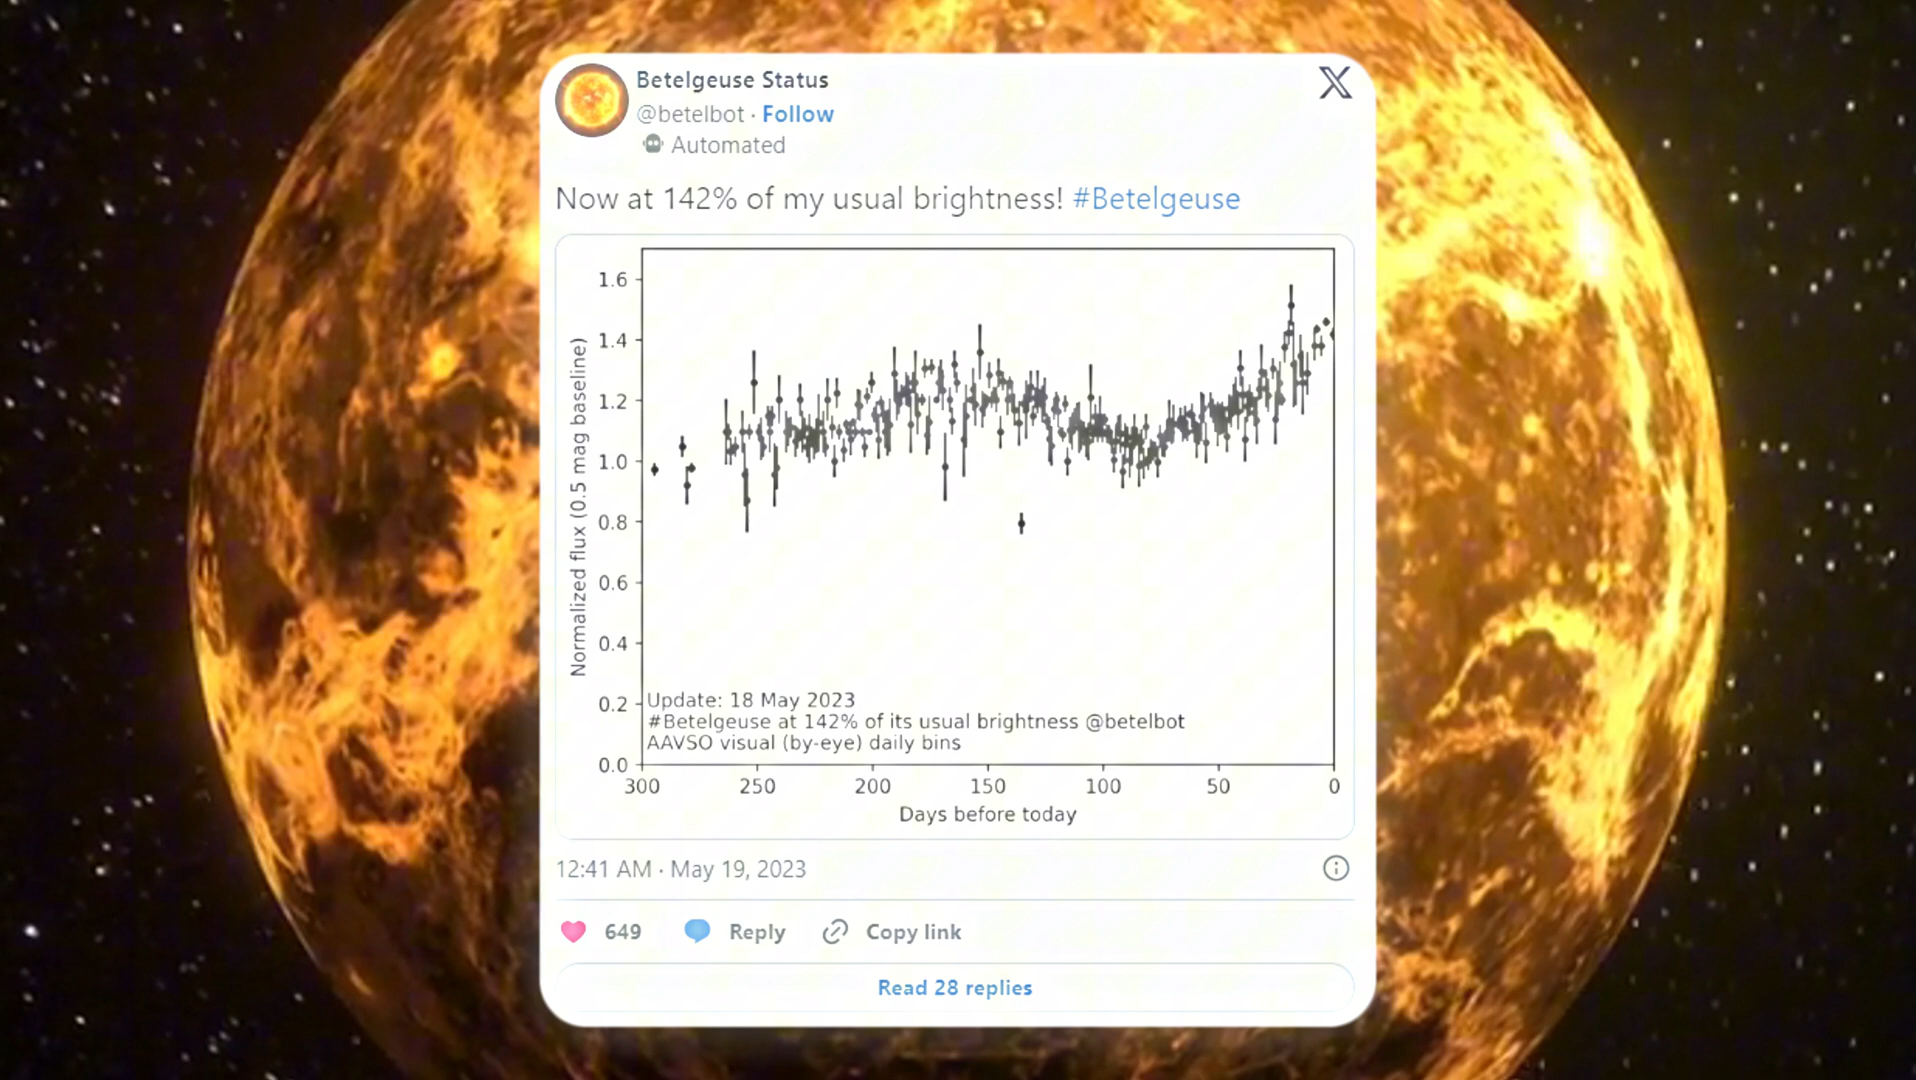 Betelgeuse Status
@betelbot · Follow
Automated
Now at 142% of my usual brightness! #Betelgeuse
Normalized flux (0.5 mag baseline)
1.6
1.4
1.2
1.0
0.8
0.6
0.4
0.2
0.0
Update: 18 May 2023
#Betelgeuse at 142% of its usual brightness @betelbot
AAVSO visual (by-eye) daily bins
300 250 200 150 100 50 0
Days before today
12:41 AM · May 19, 2023
649 Reply Copy link
Read 28 replies